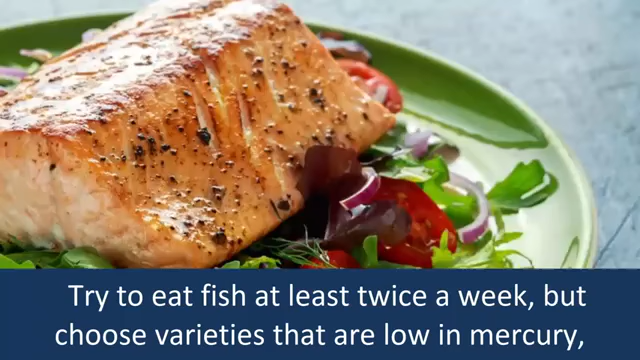 Try to eat fish at least twice a week, but
choose varieties that are low in mercury,